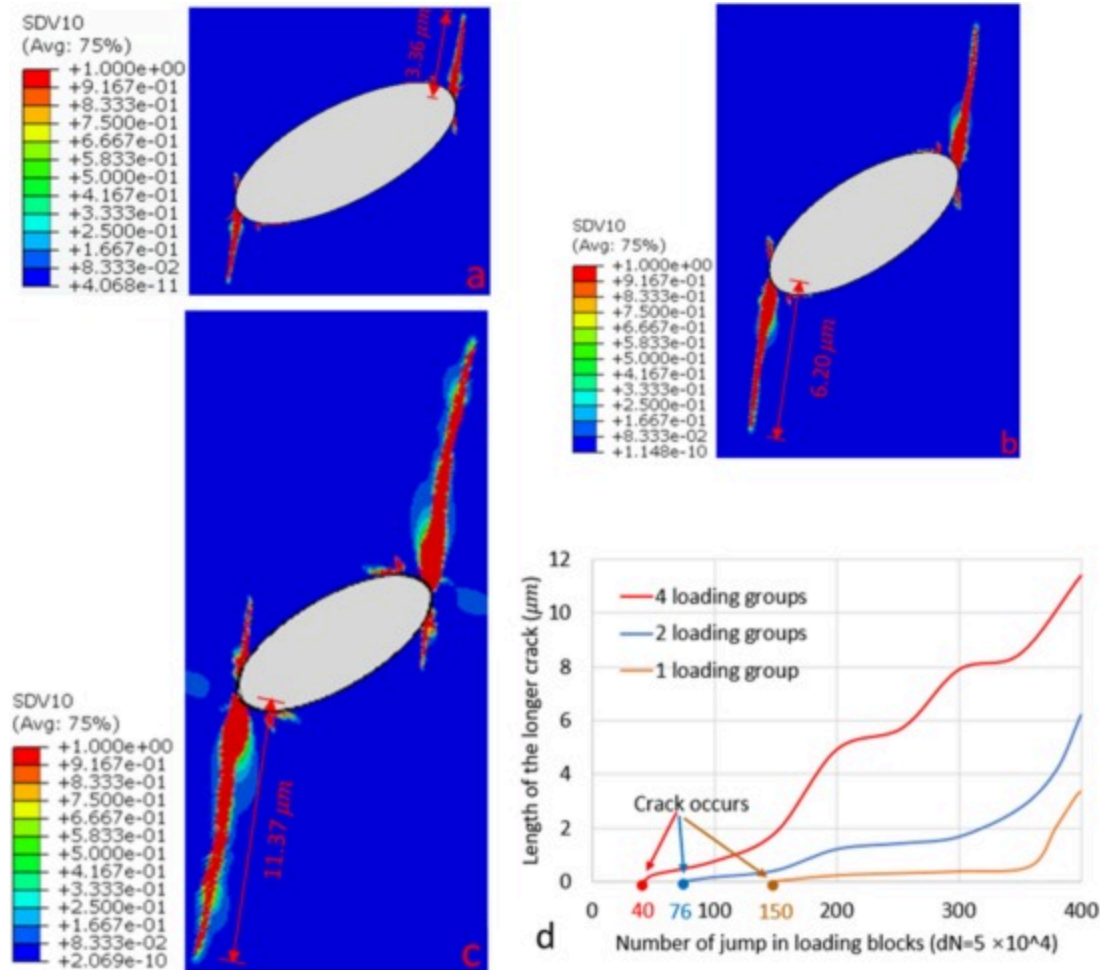 SDV10
(Avg: 75%)
+1.000e+00
+9.167e-01
+8.333e-01
+7.500e-01
+6.667e-01
+5.833e-01
+5.000e-01
+4.167e-01
+3.333e-01
+2.500e-01
+1.667e-01
+8.333e-02
+4.068e-11
3.36 μm
a
SDV10
(Avg: 75%)
+1.000e+00
+9.167e-01
+8.333e-01
+7.500e-01
+6.667e-01
+5.833e-01
+5.000e-01
+4.167e-01
+3.333e-01
+2.500e-01
+1.667e-01
+8.333e-02
+1.148e-10
6.20 μm
b
SDV10
(Avg: 75%)
+1.000e+00
+9.167e-01
+8.333e-01
+7.500e-01
+6.667e-01
+5.833e-01
+5.000e-01
+4.167e-01
+3.333e-01
+2.500e-01
+1.667e-01
+8.333e-02
+2.069e-10
11.37 μm
c
Length of the longer crack (μm)
12
10
8
6
4
2
0
4 loading groups
2 loading groups
1 loading group
Crack occurs
0 40 76 100 150 200 300 400
Number of jump in loading blocks (dN=5 ×10^4)
d